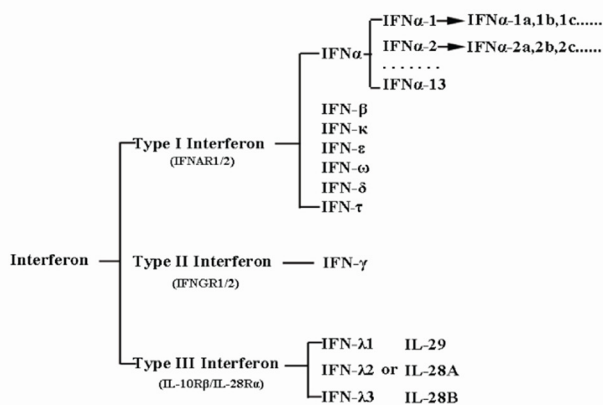 IFNα-1 IFNα-1a,1b,1c......
IFNα IFNα-2 IFNα-2a,2b,2c......
. . . . . . .
IFNα-13
IFN-β
IFN-κ
Type I Interferon IFN-ε
(IFNAR1/2) IFN-ω
IFN-δ
IFN-τ
Interferon Type II Interferon IFN-γ
(IFNGR1/2)
IFN-λ1 IL-29
Type III Interferon IFN-λ2 or IL-28A
(IL-10Rβ/IL-28Rα)
IFN-λ3 IL-28B